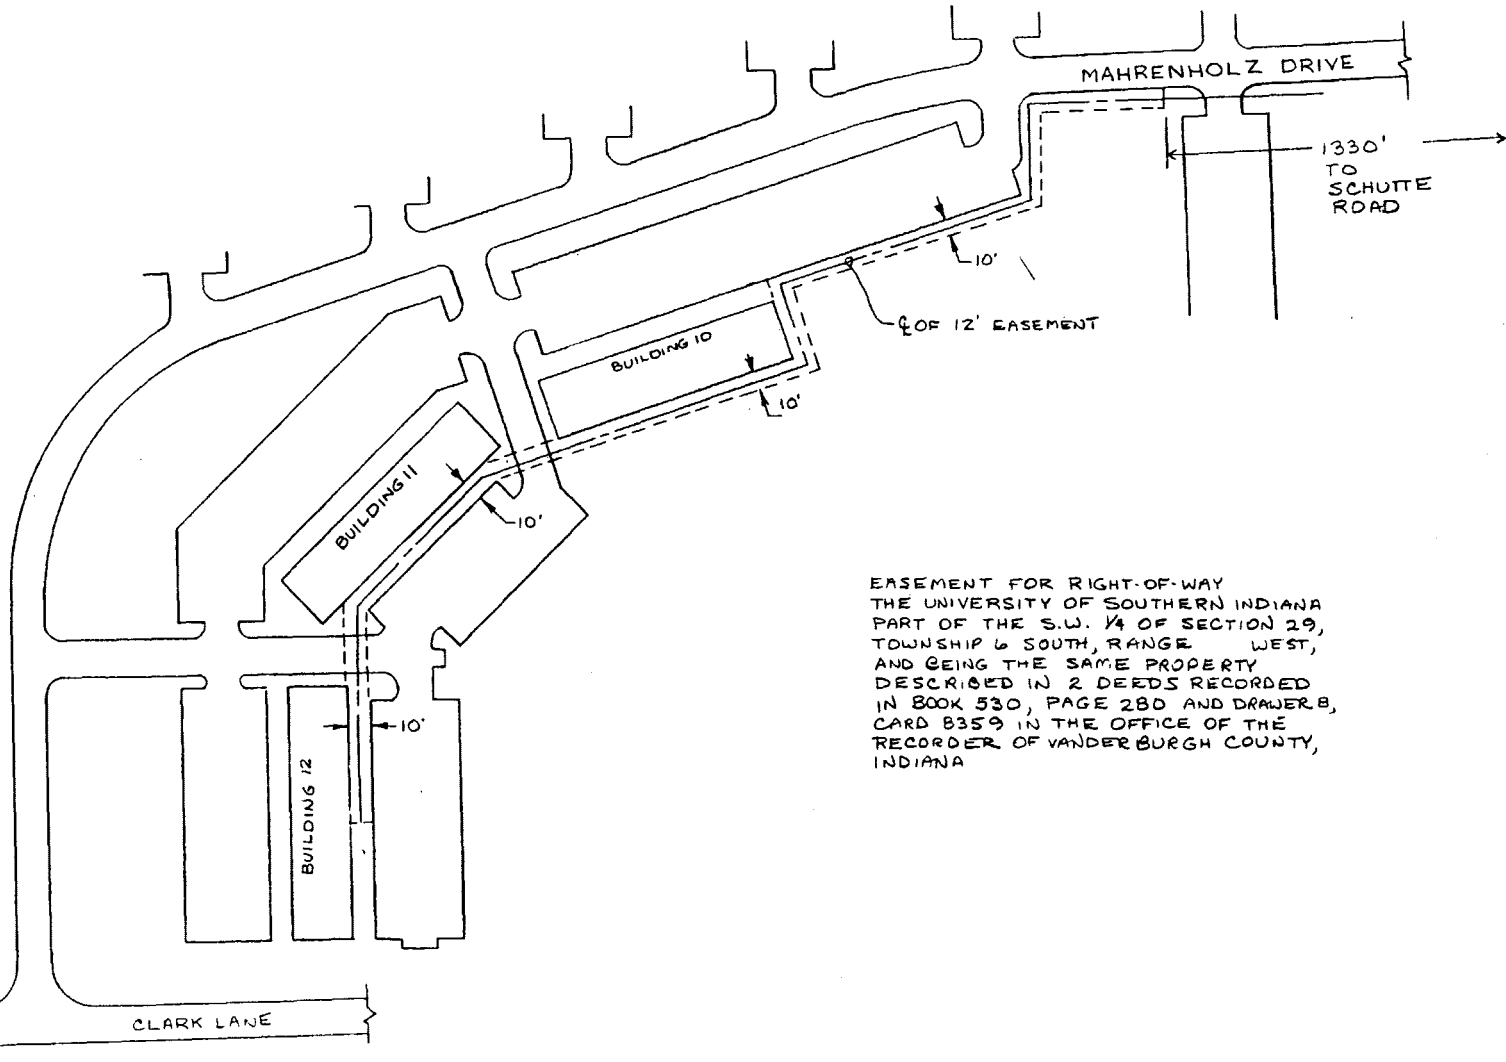 MAHRENHOLZ DRIVE
1330'
TO
SCHUTTE
ROAD
10'
℄ OF 12' EASEMENT
BUILDING 10
10'
BUILDING 11
10'
EASEMENT FOR RIGHT-OF-WAY
THE UNIVERSITY OF SOUTHERN INDIANA
PART OF THE S.W. 1/4 OF SECTION 29,
TOWNSHIP 6 SOUTH, RANGE WEST,
AND BEING THE SAME PROPERTY
DESCRIBED IN 2 DEEDS RECORDED
IN BOOK 530, PAGE 280 AND DRAWER 8,
CARD 8359 IN THE OFFICE OF THE
RECORDER OF VANDERBURGH COUNTY,
INDIANA
10'
BUILDING 12
CLARK LANE